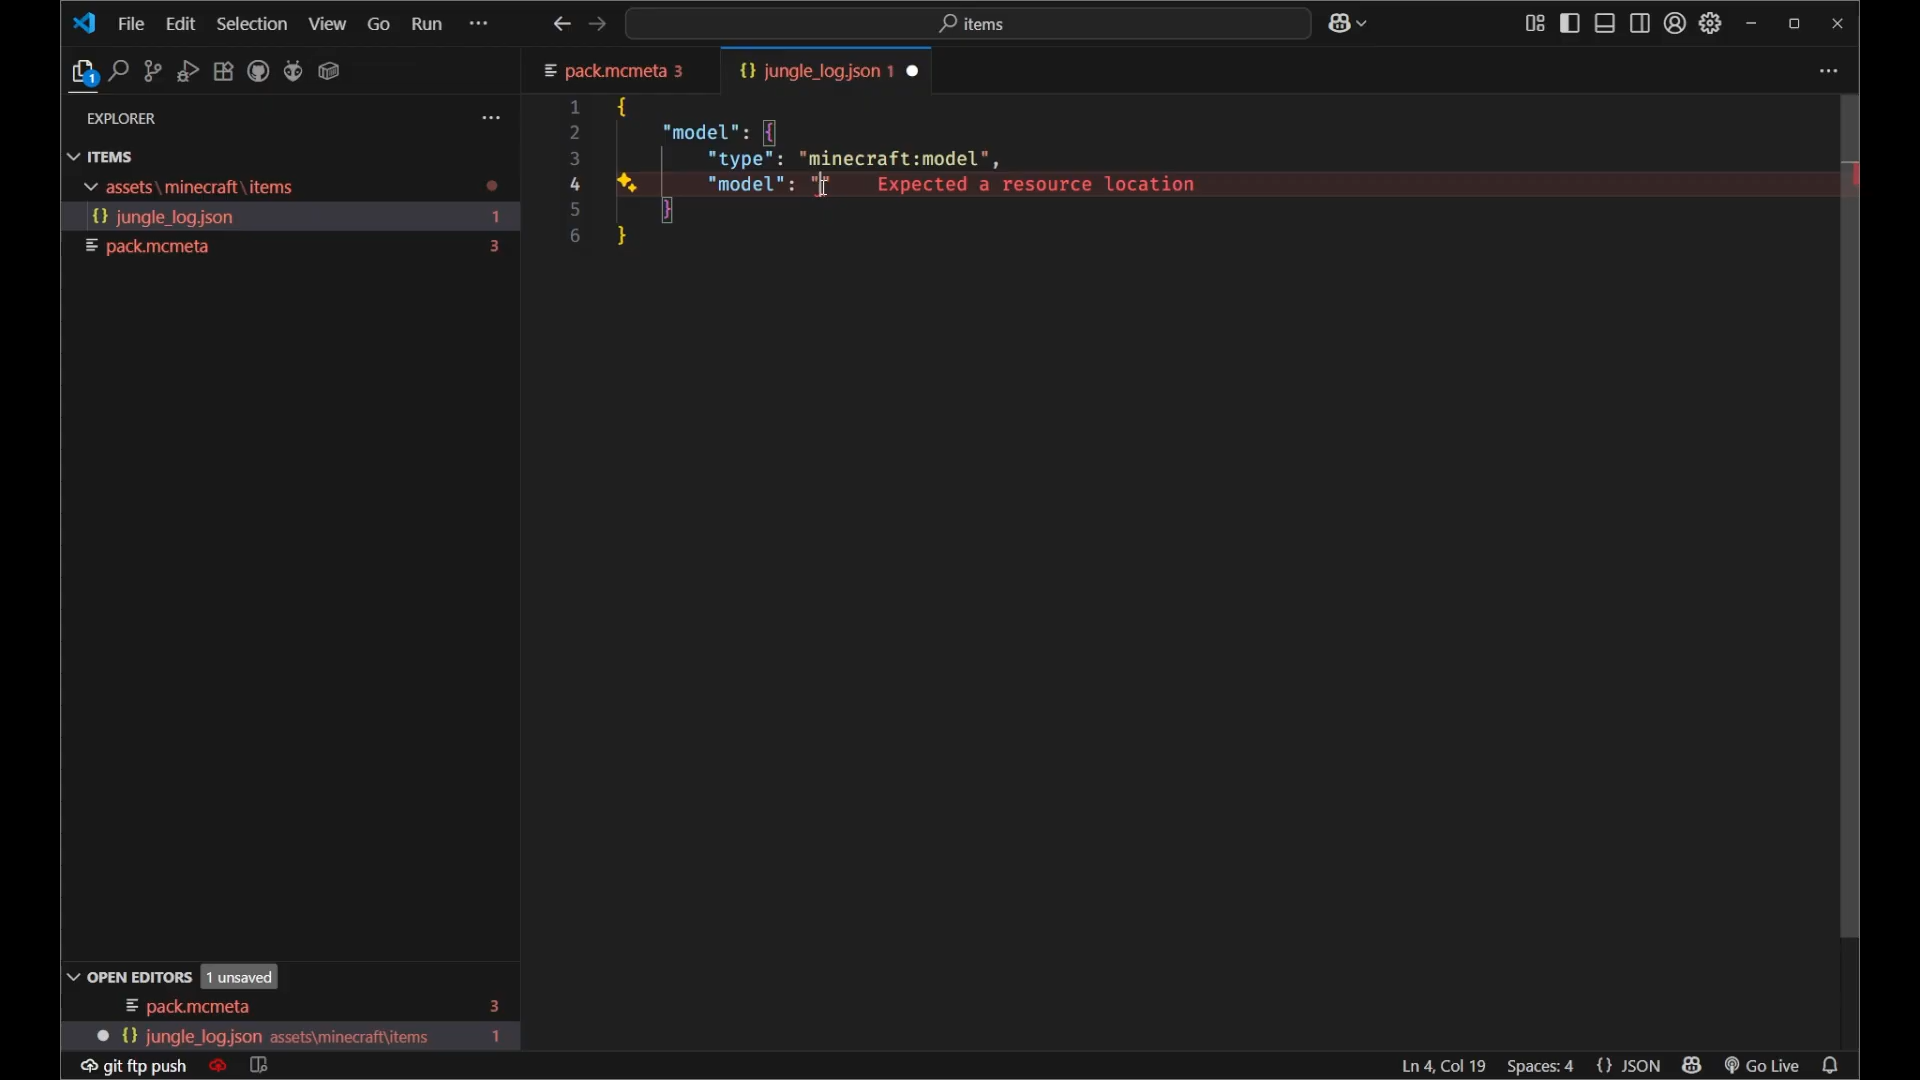 File Edit Selection View Go Run ···
items
1
pack.mcmeta 3
{} jungle_log.json 1
EXPLORER
ITEMS
assets\minecraft\items
{} jungle_log.json 1
pack.mcmeta 3
1 {
2 "model": {
3 "type": "minecraft:model",
4 "model": "" Expected a resource location
5 }
6 }
OPEN EDITORS 1 unsaved
pack.mcmeta 3
{} jungle_log.json assets\minecraft\items 1
git ftp push
Ln 4, Col 19 Spaces: 4 {} JSON Go Live